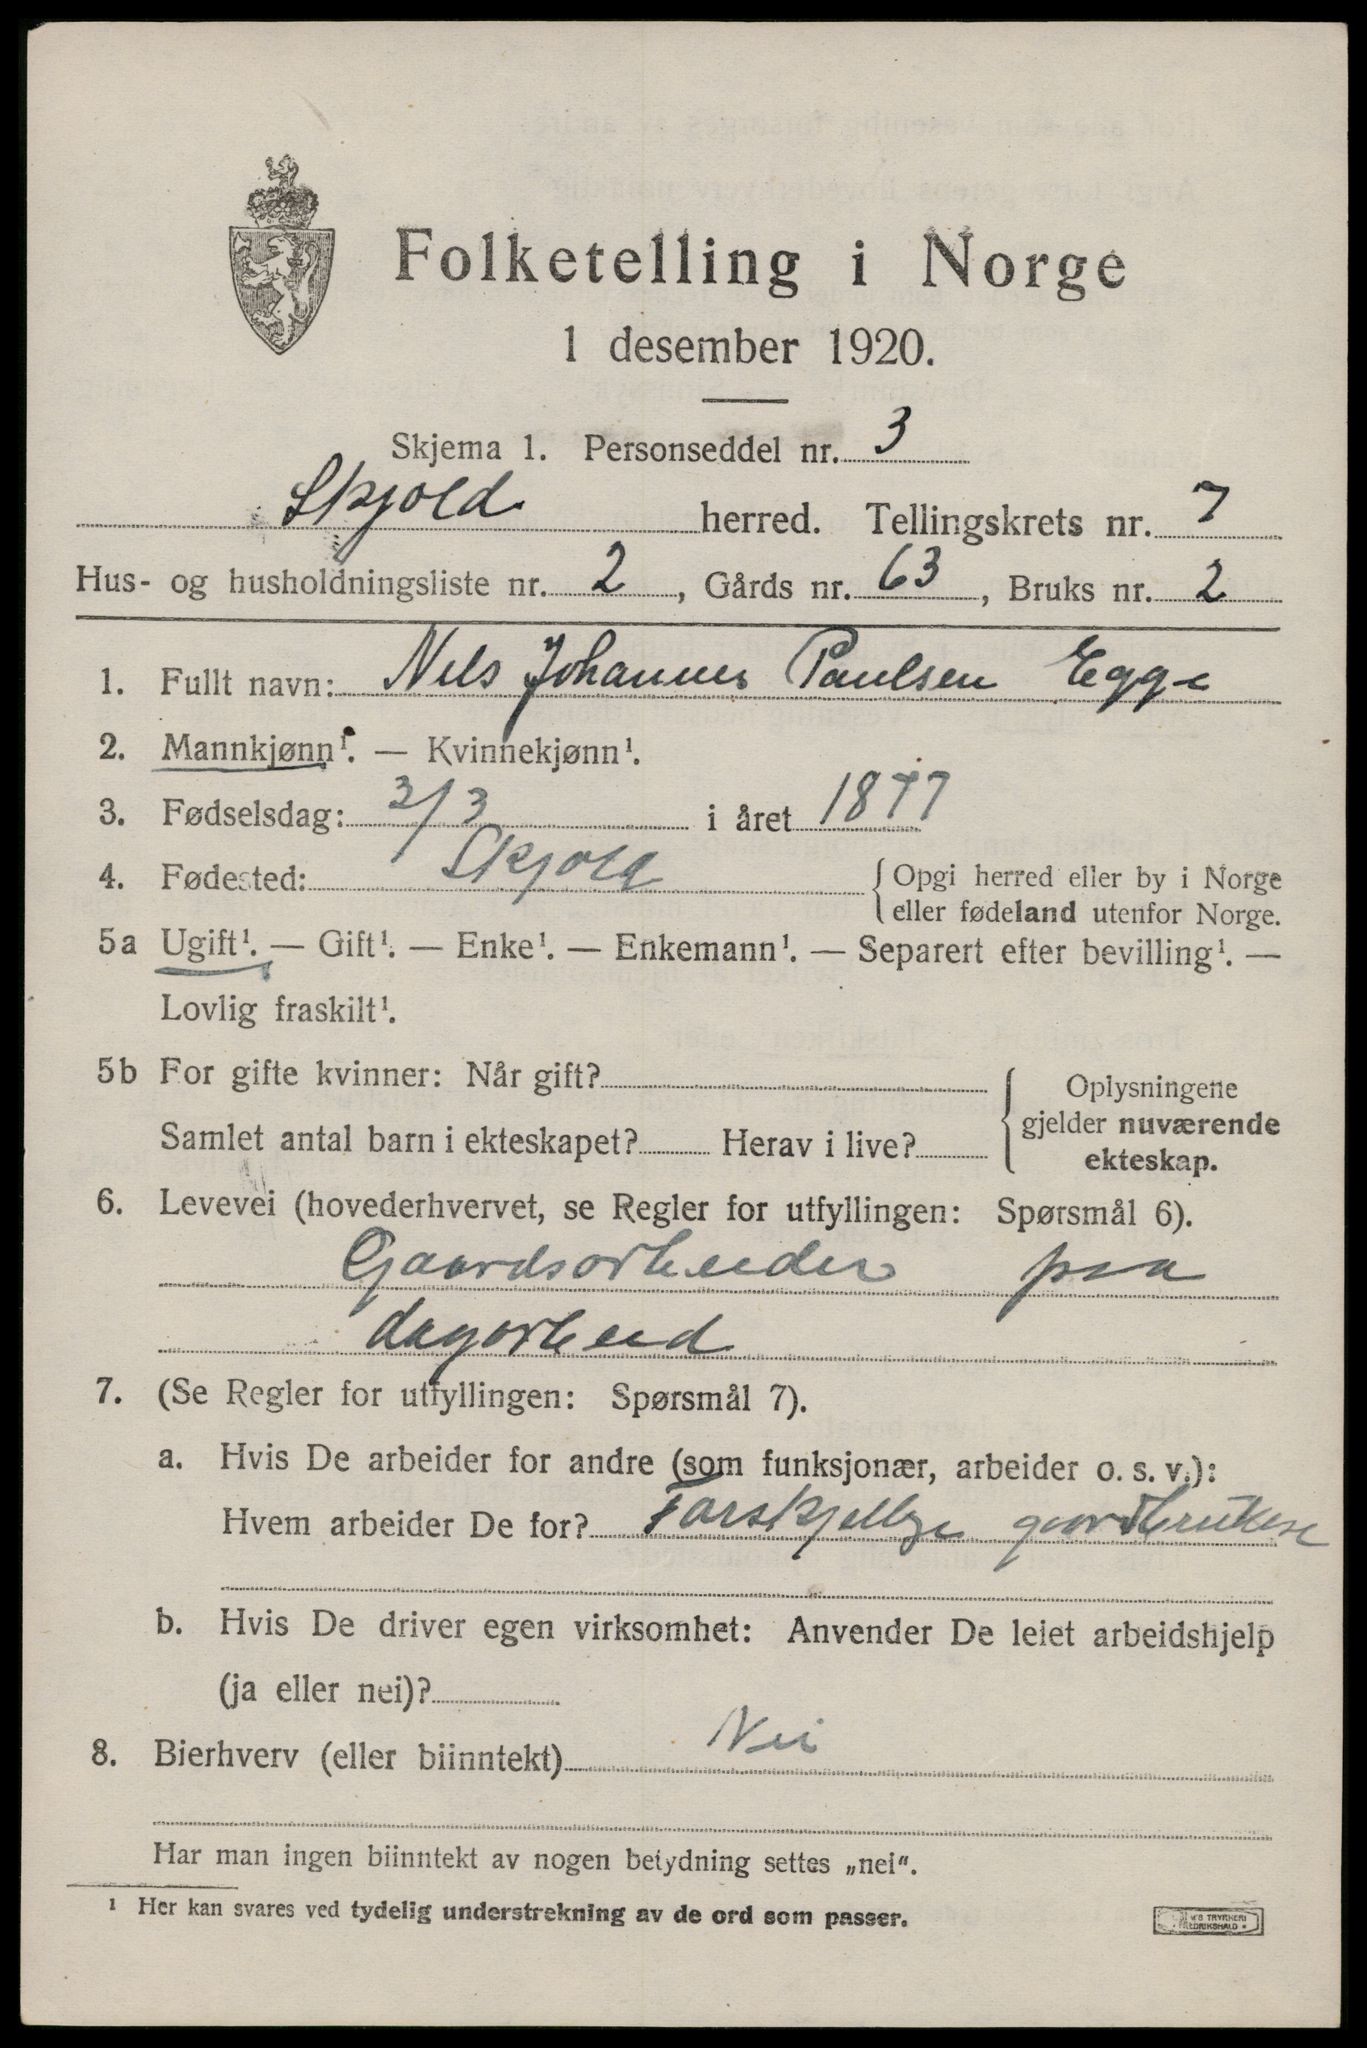 Folketelling i Norge
1 desember 1920.
Skjema 1. Personseddel nr. 3
Skjold herred. Tellingskrets nr. 7
Hus- og husholdningsliste nr. 2, Gårds nr. 63, Bruks nr. 2
1. Fullt navn: Nils Johannes Paulsen Egge
2. Mannkjønn¹. — Kvinnekjønn¹.
3. Fødselsdag: 3/3 i året 1877
4. Fødested: Skjold {Opgi herred eller by i Norge
eller fødeland utenfor Norge.
5a Ugift¹. — Gift¹. — Enke¹. — Enkemann¹. — Separert efter bevilling¹. —
Lovlig fraskilt¹.
5b For gifte kvinner: Når gift? { Oplysningene
gjelder nuværende
Samlet antal barn i ekteskapet? Herav i live?
ekteskap.
6. Levevei (hovederhvervet, se Regler for utfyllingen: Spørsmål 6).
Gaardsarbeider paa
dagarbeid
7. (Se Regler for utfyllingen: Spørsmål 7).
a. Hvis De arbeider for andre (som funksjonær, arbeider o. s. v.):
Hvem arbeider De for? Forskjellige gaardbrukere
b. Hvis De driver egen virksomhet: Anvender De leiet arbeidshjelp
(ja eller nei)?
8. Bierhverv (eller biinntekt) Nei
Har man ingen biinntekt av nogen betydning settes „nei".
¹ Her kan svares ved tydelig understrekning av de ord som passer.
TRYKKERI